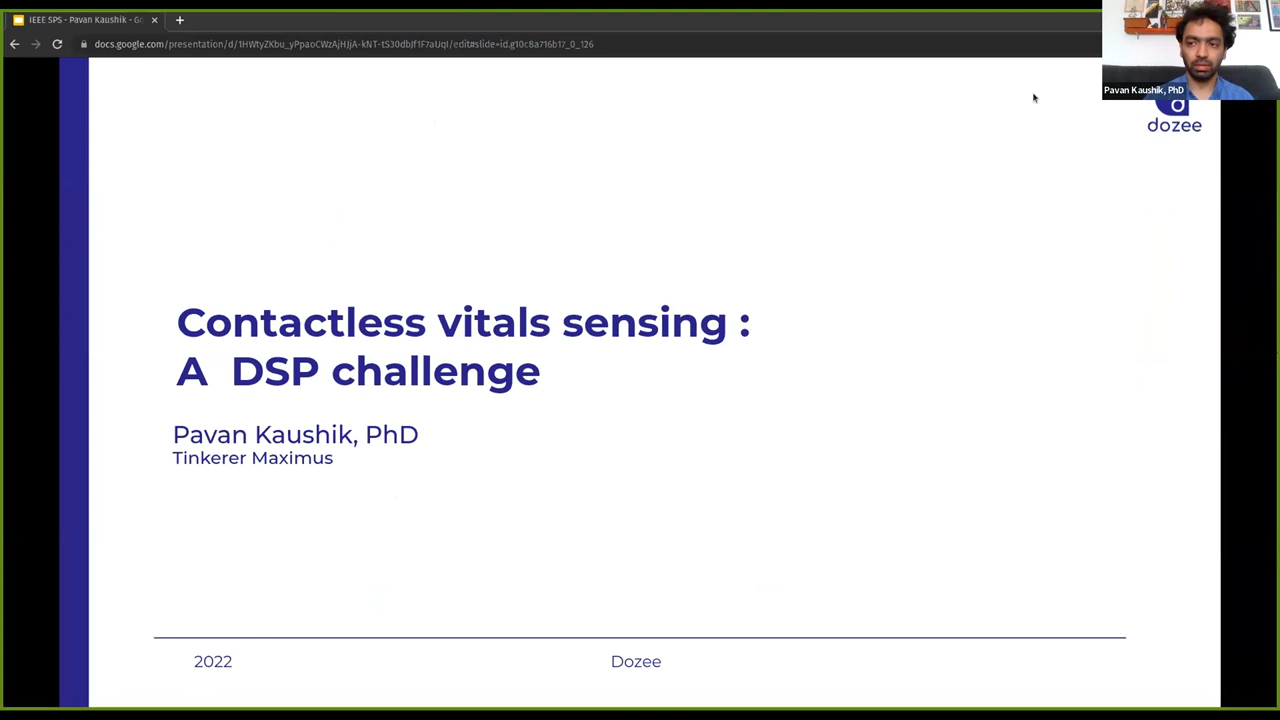 IEEE SPS - Pavan Kaushik - Go
docs.google.com/presentation/d/1HWtyZKbu_yPpaoCWzAjHJjA-kNT-tS30dbJf1F7aUqI/edit#slide=id.g10c8a716b17_0_126
Pavan Kaushik, PhD
d
dozee
Contactless vitals sensing :
A DSP challenge
Pavan Kaushik, PhD
Tinkerer Maximus
2022
Dozee